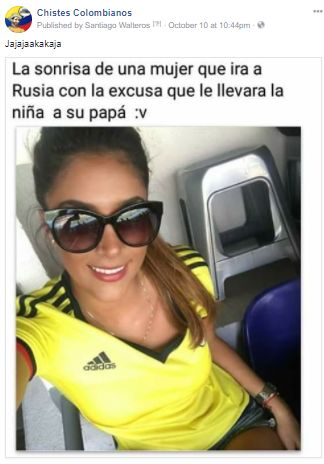 Chistes Colombianos
Published by Santiago Walteros · October 10 at 10:44pm ·
Jajajaakakaja
La sonrisa de una mujer que ira a
Rusia con la excusa que le llevara la
niña a su papá :v
adidas